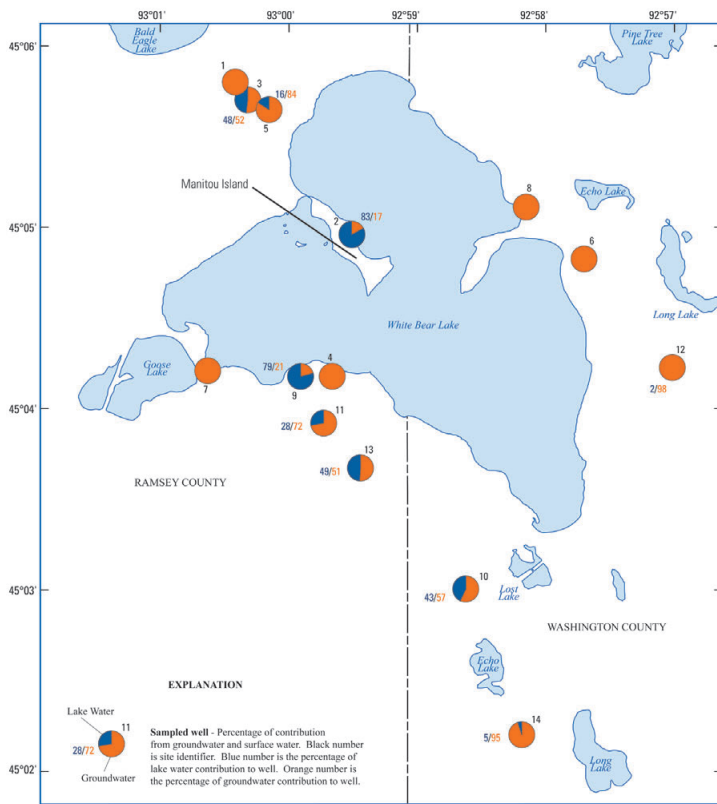 93°01′ 93°00′ 92°59′ 92°58′ 92°57′
45°06′
Bald
Eagle
Lake
Pine Tree
Lake
1
3
16/84
48/52
5
Manitou Island
2
83/17
8
Echo Lake
45°05′
6
White Bear Lake
Long Lake
Goose
Lake
79/21
4
12
7
9
2/98
45°04′
11
28/72
13
49/51
RAMSEY COUNTY
45°03′
10
43/57
Lost
Lake
WASHINGTON COUNTY
Echo
Lake
14
5/95
Long
Lake
45°02′
EXPLANATION
Lake Water
11
28/72
Groundwater
Sampled well - Percentage of contribution
from groundwater and surface water. Black number
is site identifier. Blue number is the percentage of
lake water contribution to well. Orange number is
the percentage of groundwater contribution to well.